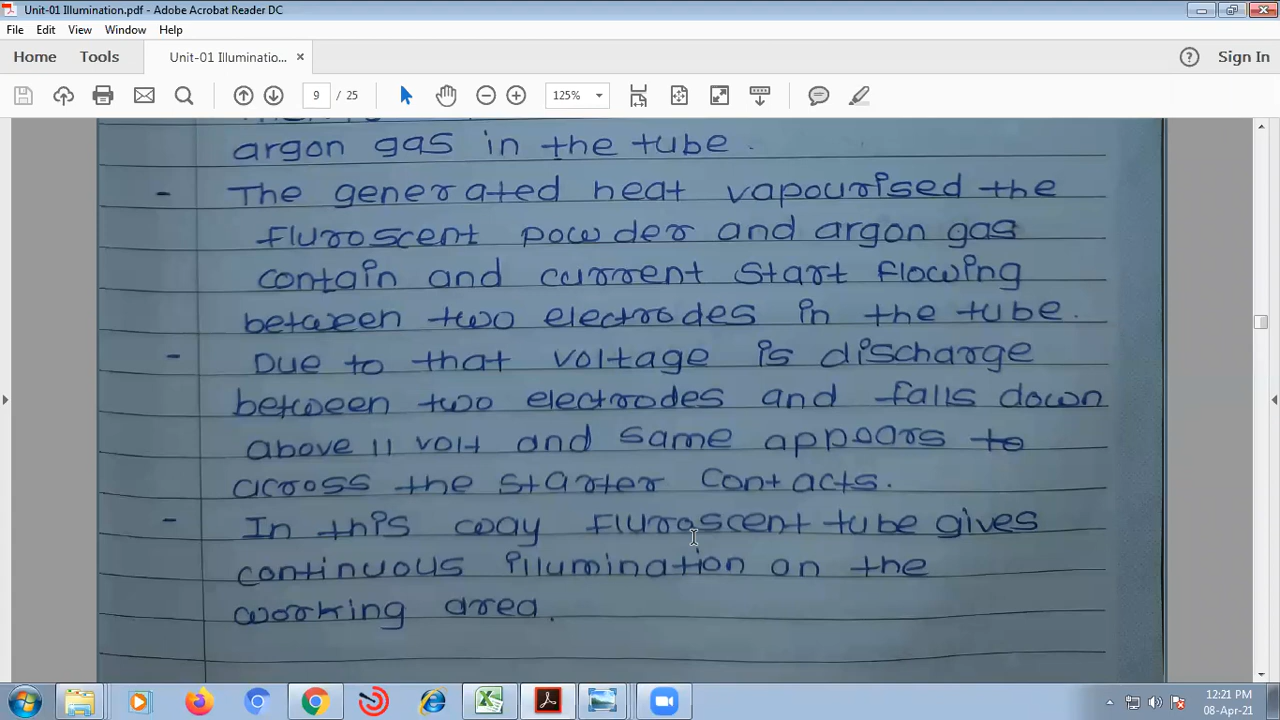 Unit-01 Illumination.pdf - Adobe Acrobat Reader DC
File Edit View Window Help
Home Tools Unit-01 Illuminatio... × Sign In
9 / 25 125%
argon gas in the tube.
- The generated heat vapourised the
fluroscent powder and argon gas
contain and current start flowing
between two electrodes in the tube.
- Due to that voltage is discharge
between two electrodes and falls down
above 11 volt and same appears to
across the starter contacts.
- In this way fluroscent tube gives
continuous illumination on the
working area.
12:21 PM
08-Apr-21